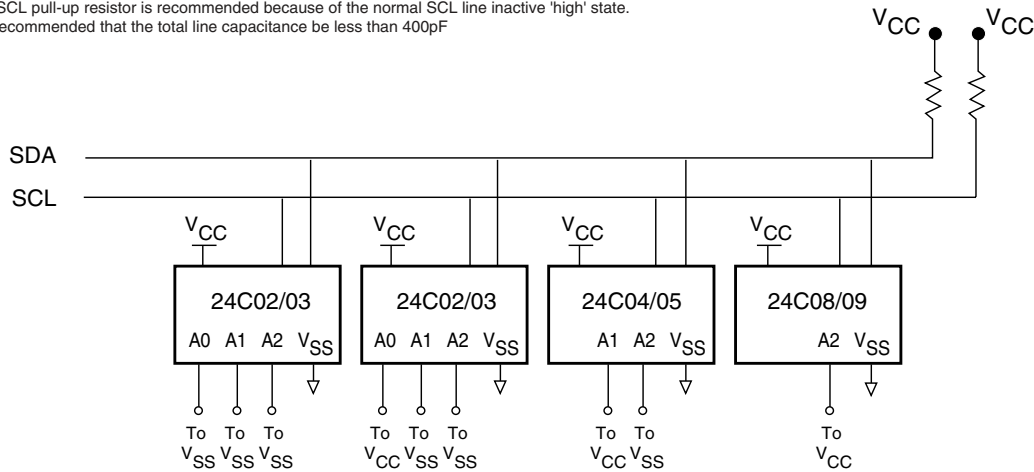 SCL pull-up resistor is recommended because of the normal SCL line inactive 'high' state.
recommended that the total line capacitance be less than 400pF
VCC VCC
SDA
SCL
VCC VCC VCC VCC
24C02/03 24C02/03 24C04/05 24C08/09
A0 A1 A2 VSS A0 A1 A2 VSS A1 A2 VSS A2 VSS
To To To To To To To To To
VSS VSS VSS VCC VSS VSS VCC VSS VCC